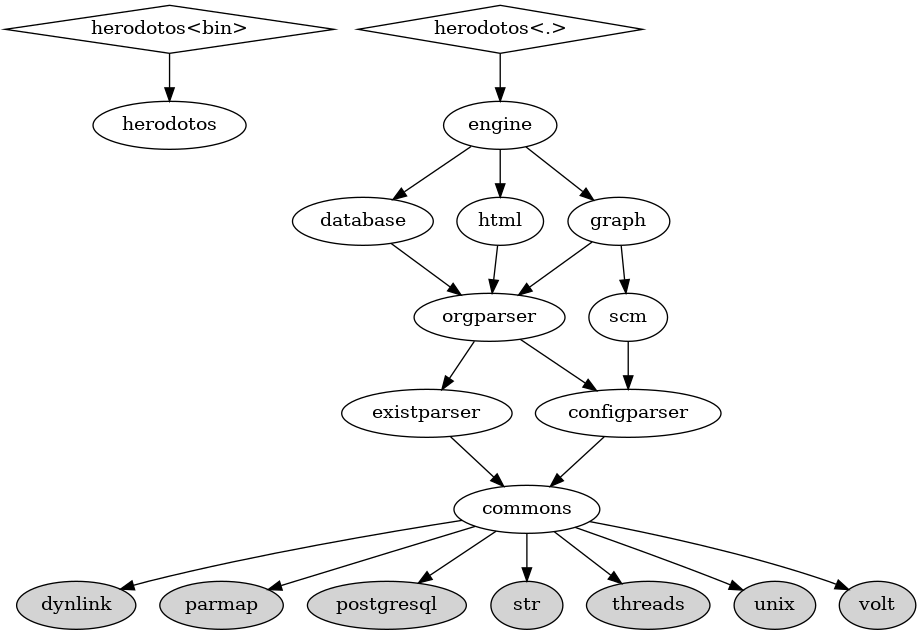 herodotos<bin>
herodotos<.>
herodotos
engine
database
html
graph
orgparser
scm
existparser
configparser
commons
dynlink
parmap
postgresql
str
threads
unix
volt